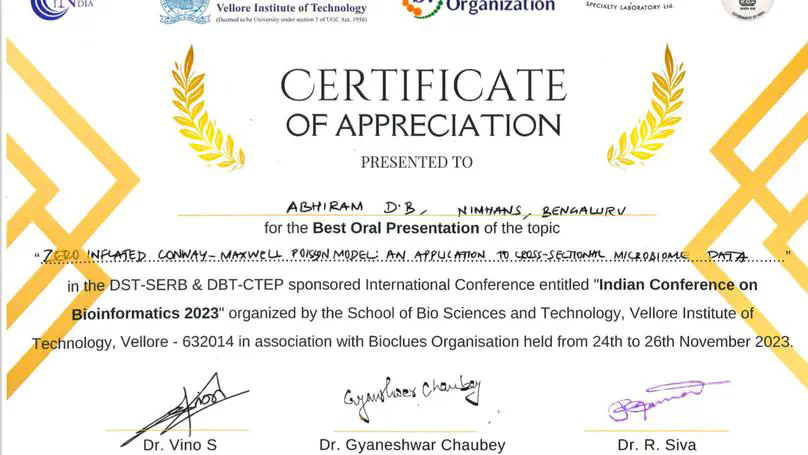 INDIA
Vellore Institute of Technology
(Deemed to be University under section 3 of UGC Act, 1956)
Organization
SPECIALTY LABORATORY Ltd.
GOVERNMENT OF INDIA
CERTIFICATE
OF APPRECIATION
PRESENTED TO
ABHIRAM D.B, NIMHANS, BENGALURU
for the Best Oral Presentation of the topic
"ZERO INFLATED CONWAY-MAXWELL POISSON MODEL: AN APPLICATION TO CROSS-SECTIONAL MICROBIOME DATA"
in the DST-SERB & DBT-CTEP sponsored International Conference entitled "Indian Conference on
Bioinformatics 2023" organized by the School of Bio Sciences and Technology, Vellore Institute of
Technology, Vellore - 632014 in association with Bioclues Organisation held from 24th to 26th November 2023.
Gyaneshwer Chaubey
Dr. Vino S
Dr. Gyaneshwar Chaubey
Dr. R. Siva